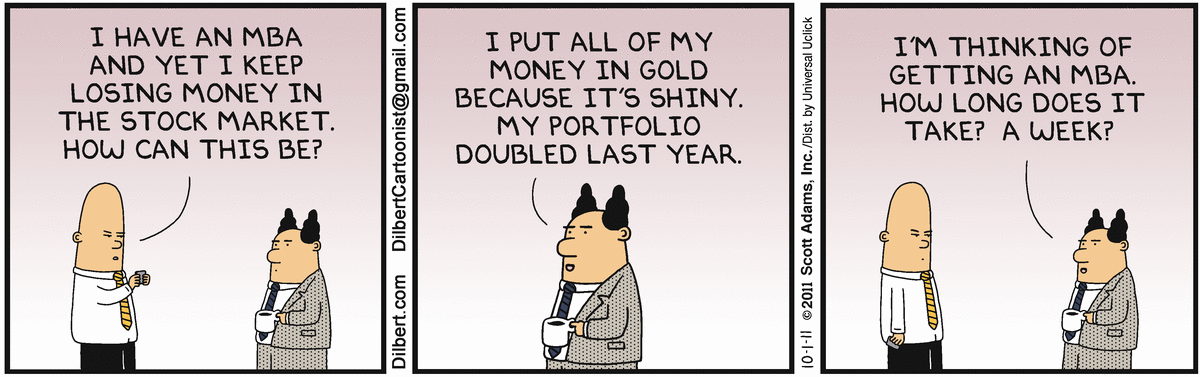 I HAVE AN MBA
AND YET I KEEP
LOSING MONEY IN
THE STOCK MARKET.
HOW CAN THIS BE?
DilbertCartoonist@gmail.com
Dilbert.com
I PUT ALL OF MY
MONEY IN GOLD
BECAUSE IT'S SHINY.
MY PORTFOLIO
DOUBLED LAST YEAR.
10-1-11 ©2011 Scott Adams, Inc./Dist. by Universal Uclick
I'M THINKING OF
GETTING AN MBA.
HOW LONG DOES IT
TAKE? A WEEK?